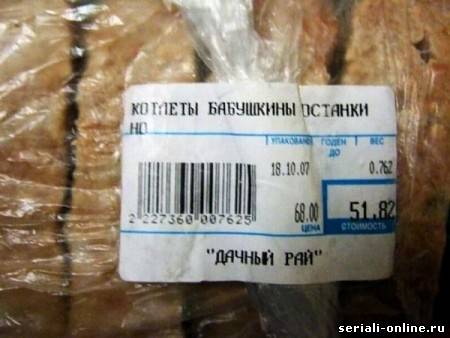 КОТЛЕТЫ БАБУШКИНЫ ОСТАНКИ
НО
УПАКОВАНО ГОДЕН ДО ВЕС
18.10.07 0.762
2 227360 007625
68.00 51.82
ЦЕНА СТОИМОСТЬ
"ДАЧНЫЙ РАЙ"
seriali-online.ru